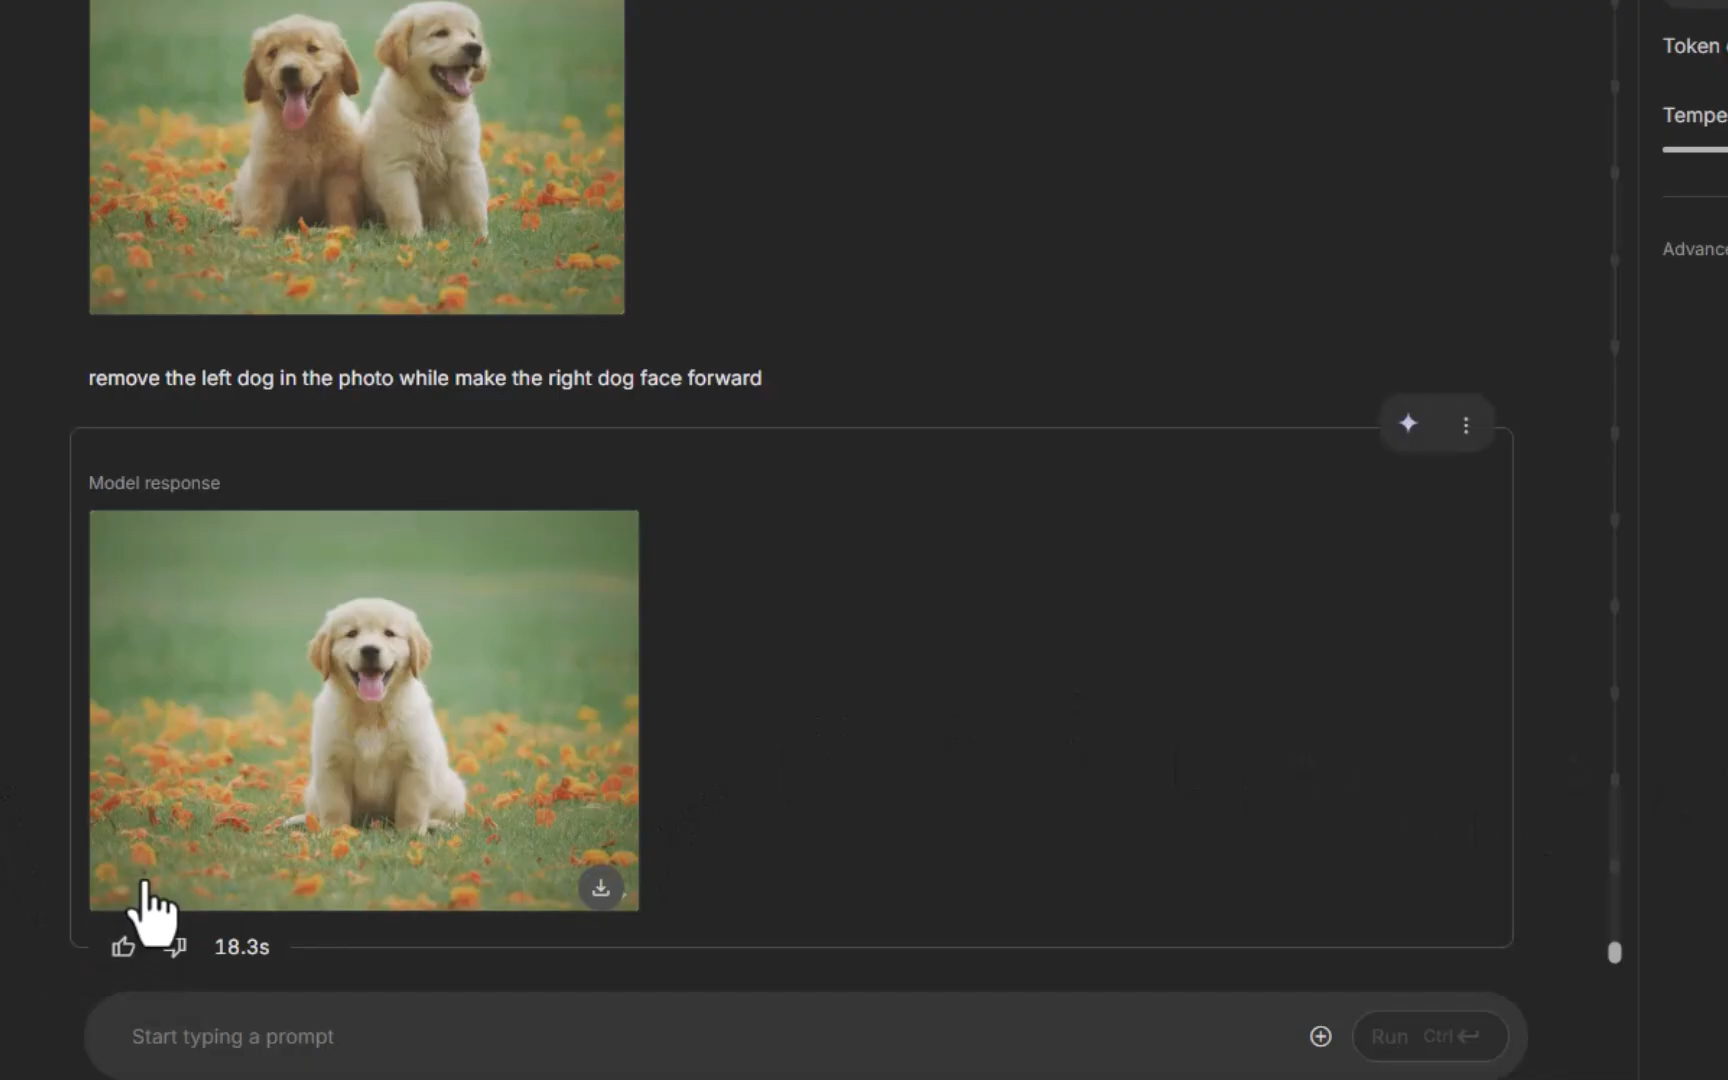 Token
Tempe
Advance
remove the left dog in the photo while make the right dog face forward
Model response
18.3s
Start typing a prompt
Run Ctrl